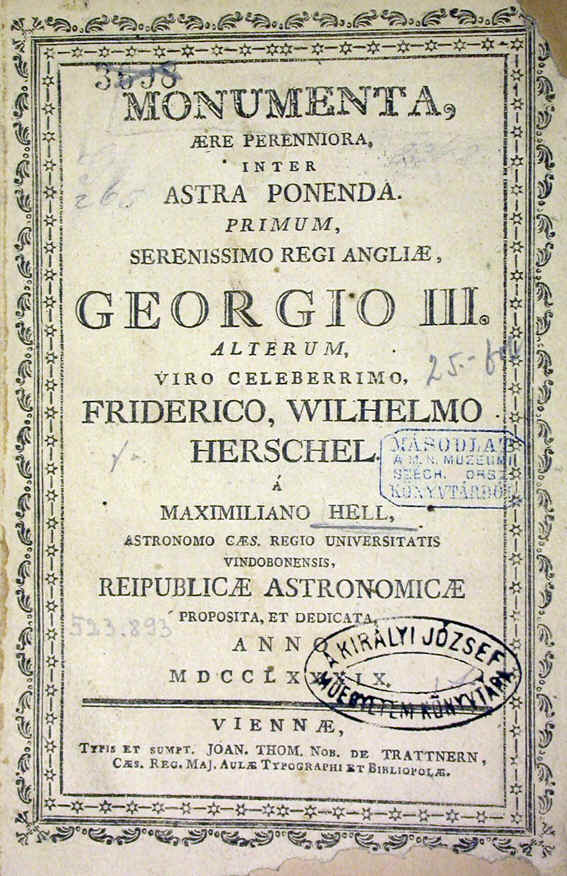 3698
MONUMENTA,
ÆRE PERENNIORA,
INTER
ASTRA PONENDA.
265
PRIMUM,
SERENISSIMO REGI ANGLIÆ,
GEORGIO III.
ALTERUM,
VIRO CELEBERRIMO,
25.-
FRIDERICO, WILHELMO
HERSCHEL.
MÁSODLAT
A M. N. MUZEUM
SZÉCH. ORSZ.
KÖNYVTÁRBÓL
Á
MAXIMILIANO HELL,
ASTRONOMO CÆS. REGIO UNIVERSITATIS
VINDOBONENSIS,
REIPUBLICÆ ASTRONOMICÆ
PROPOSITA, ET DEDICATA,
523.893
ANNO
MDCCLXXXIX.
A KIRÁLYI JÓZSEF
MŰEGYETEM KÖNYVTÁRA
VIENNÆ,
TYPIS ET SUMPT. JOAN. THOM. NOB. DE TRATTNERN,
CÆS. REG. MAJ. AULÆ TYPOGRAPHI ET BIBLIOPOLÆ.